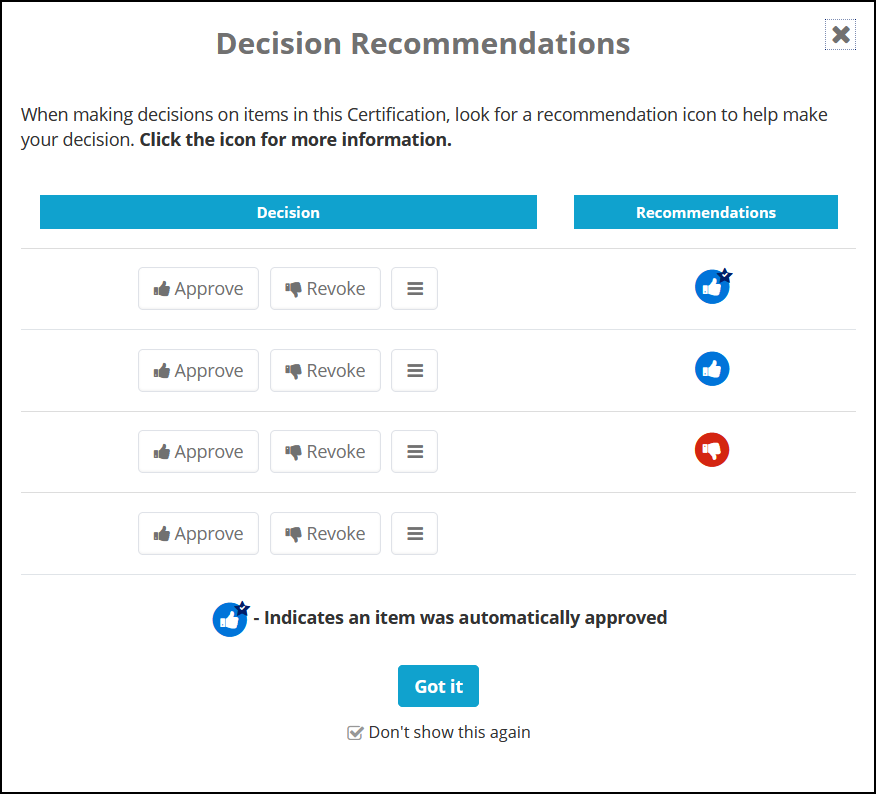 Decision Recommendations
When making decisions on items in this Certification, look for a recommendation icon to help make
your decision. Click the icon for more information.
Decision Recommendations
Approve Revoke
Approve Revoke
Approve Revoke
Approve Revoke
- Indicates an item was automatically approved
Got it
Don't show this again